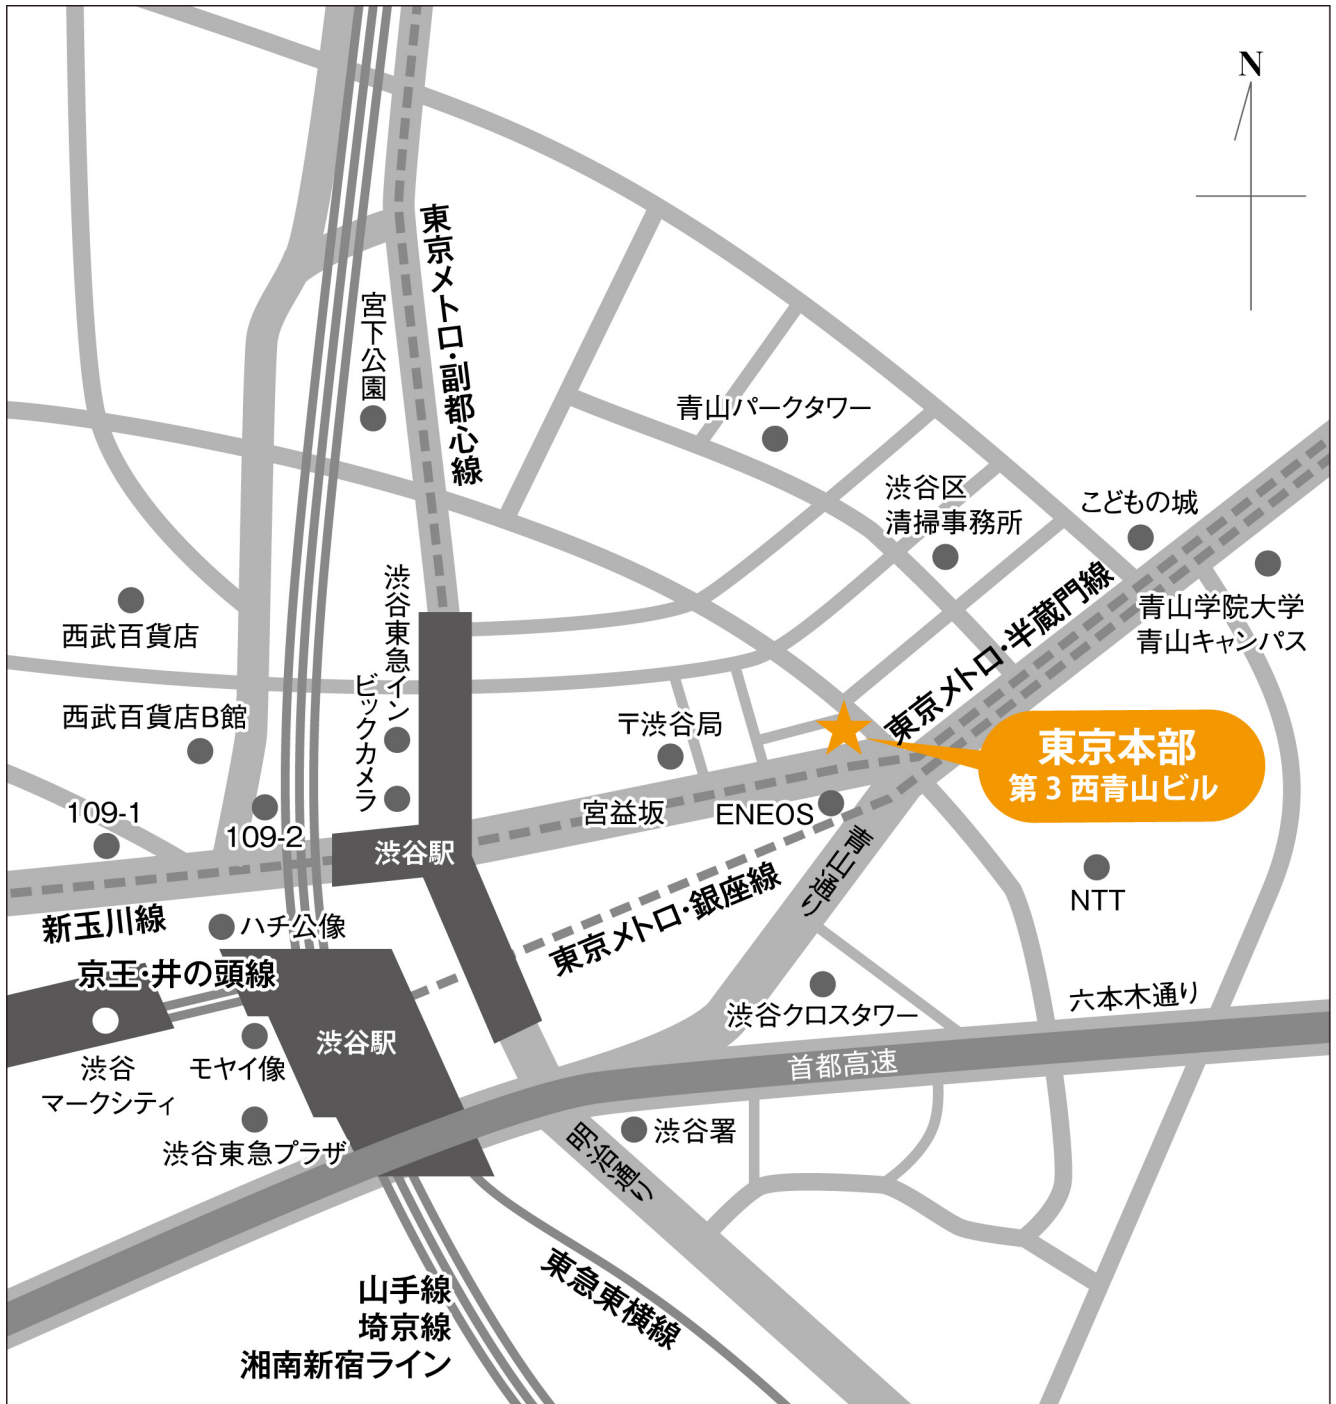 N
東京メトロ・副都心線
宮下公園
青山パークタワー
渋谷区
清掃事務所
こどもの城
青山学院大学
青山キャンパス
東京メトロ・半蔵門線
西武百貨店
渋谷東急イン
ビックカメラ
西武百貨店B館
〒渋谷局
東京本部
第3西青山ビル
109-1
109-2
宮益坂
ENEOS
青山通り
渋谷駅
NTT
新玉川線
ハチ公像
東京メトロ・銀座線
京王・井の頭線
六本木通り
渋谷クロスタワー
渋谷駅
首都高速
渋谷
マークシティ
モヤイ像
渋谷東急プラザ
渋谷署
明治通り
東急東横線
山手線
埼京線
湘南新宿ライン